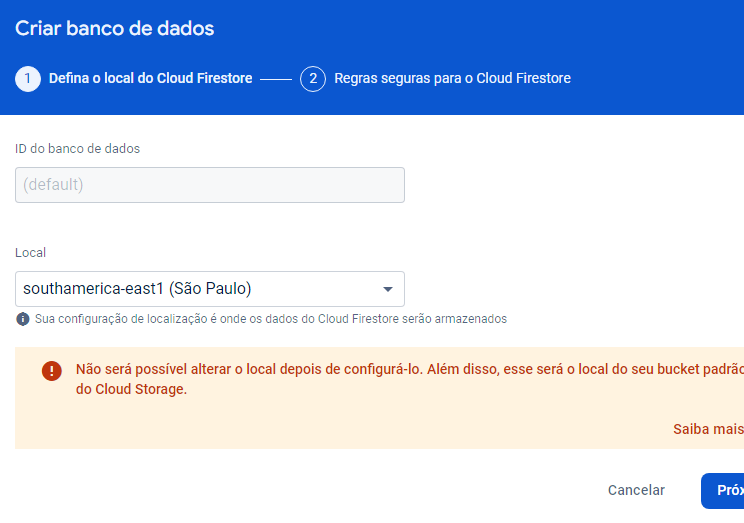 Criar banco de dados
1 Defina o local do Cloud Firestore 2 Regras seguras para o Cloud Firestore
ID do banco de dados
(default)
Local
southamerica-east1 (São Paulo)
Sua configuração de localização é onde os dados do Cloud Firestore serão armazenados
Não será possível alterar o local depois de configurá-lo. Além disso, esse será o local do seu bucket padrão
do Cloud Storage.
Saiba mais
Cancelar Próx